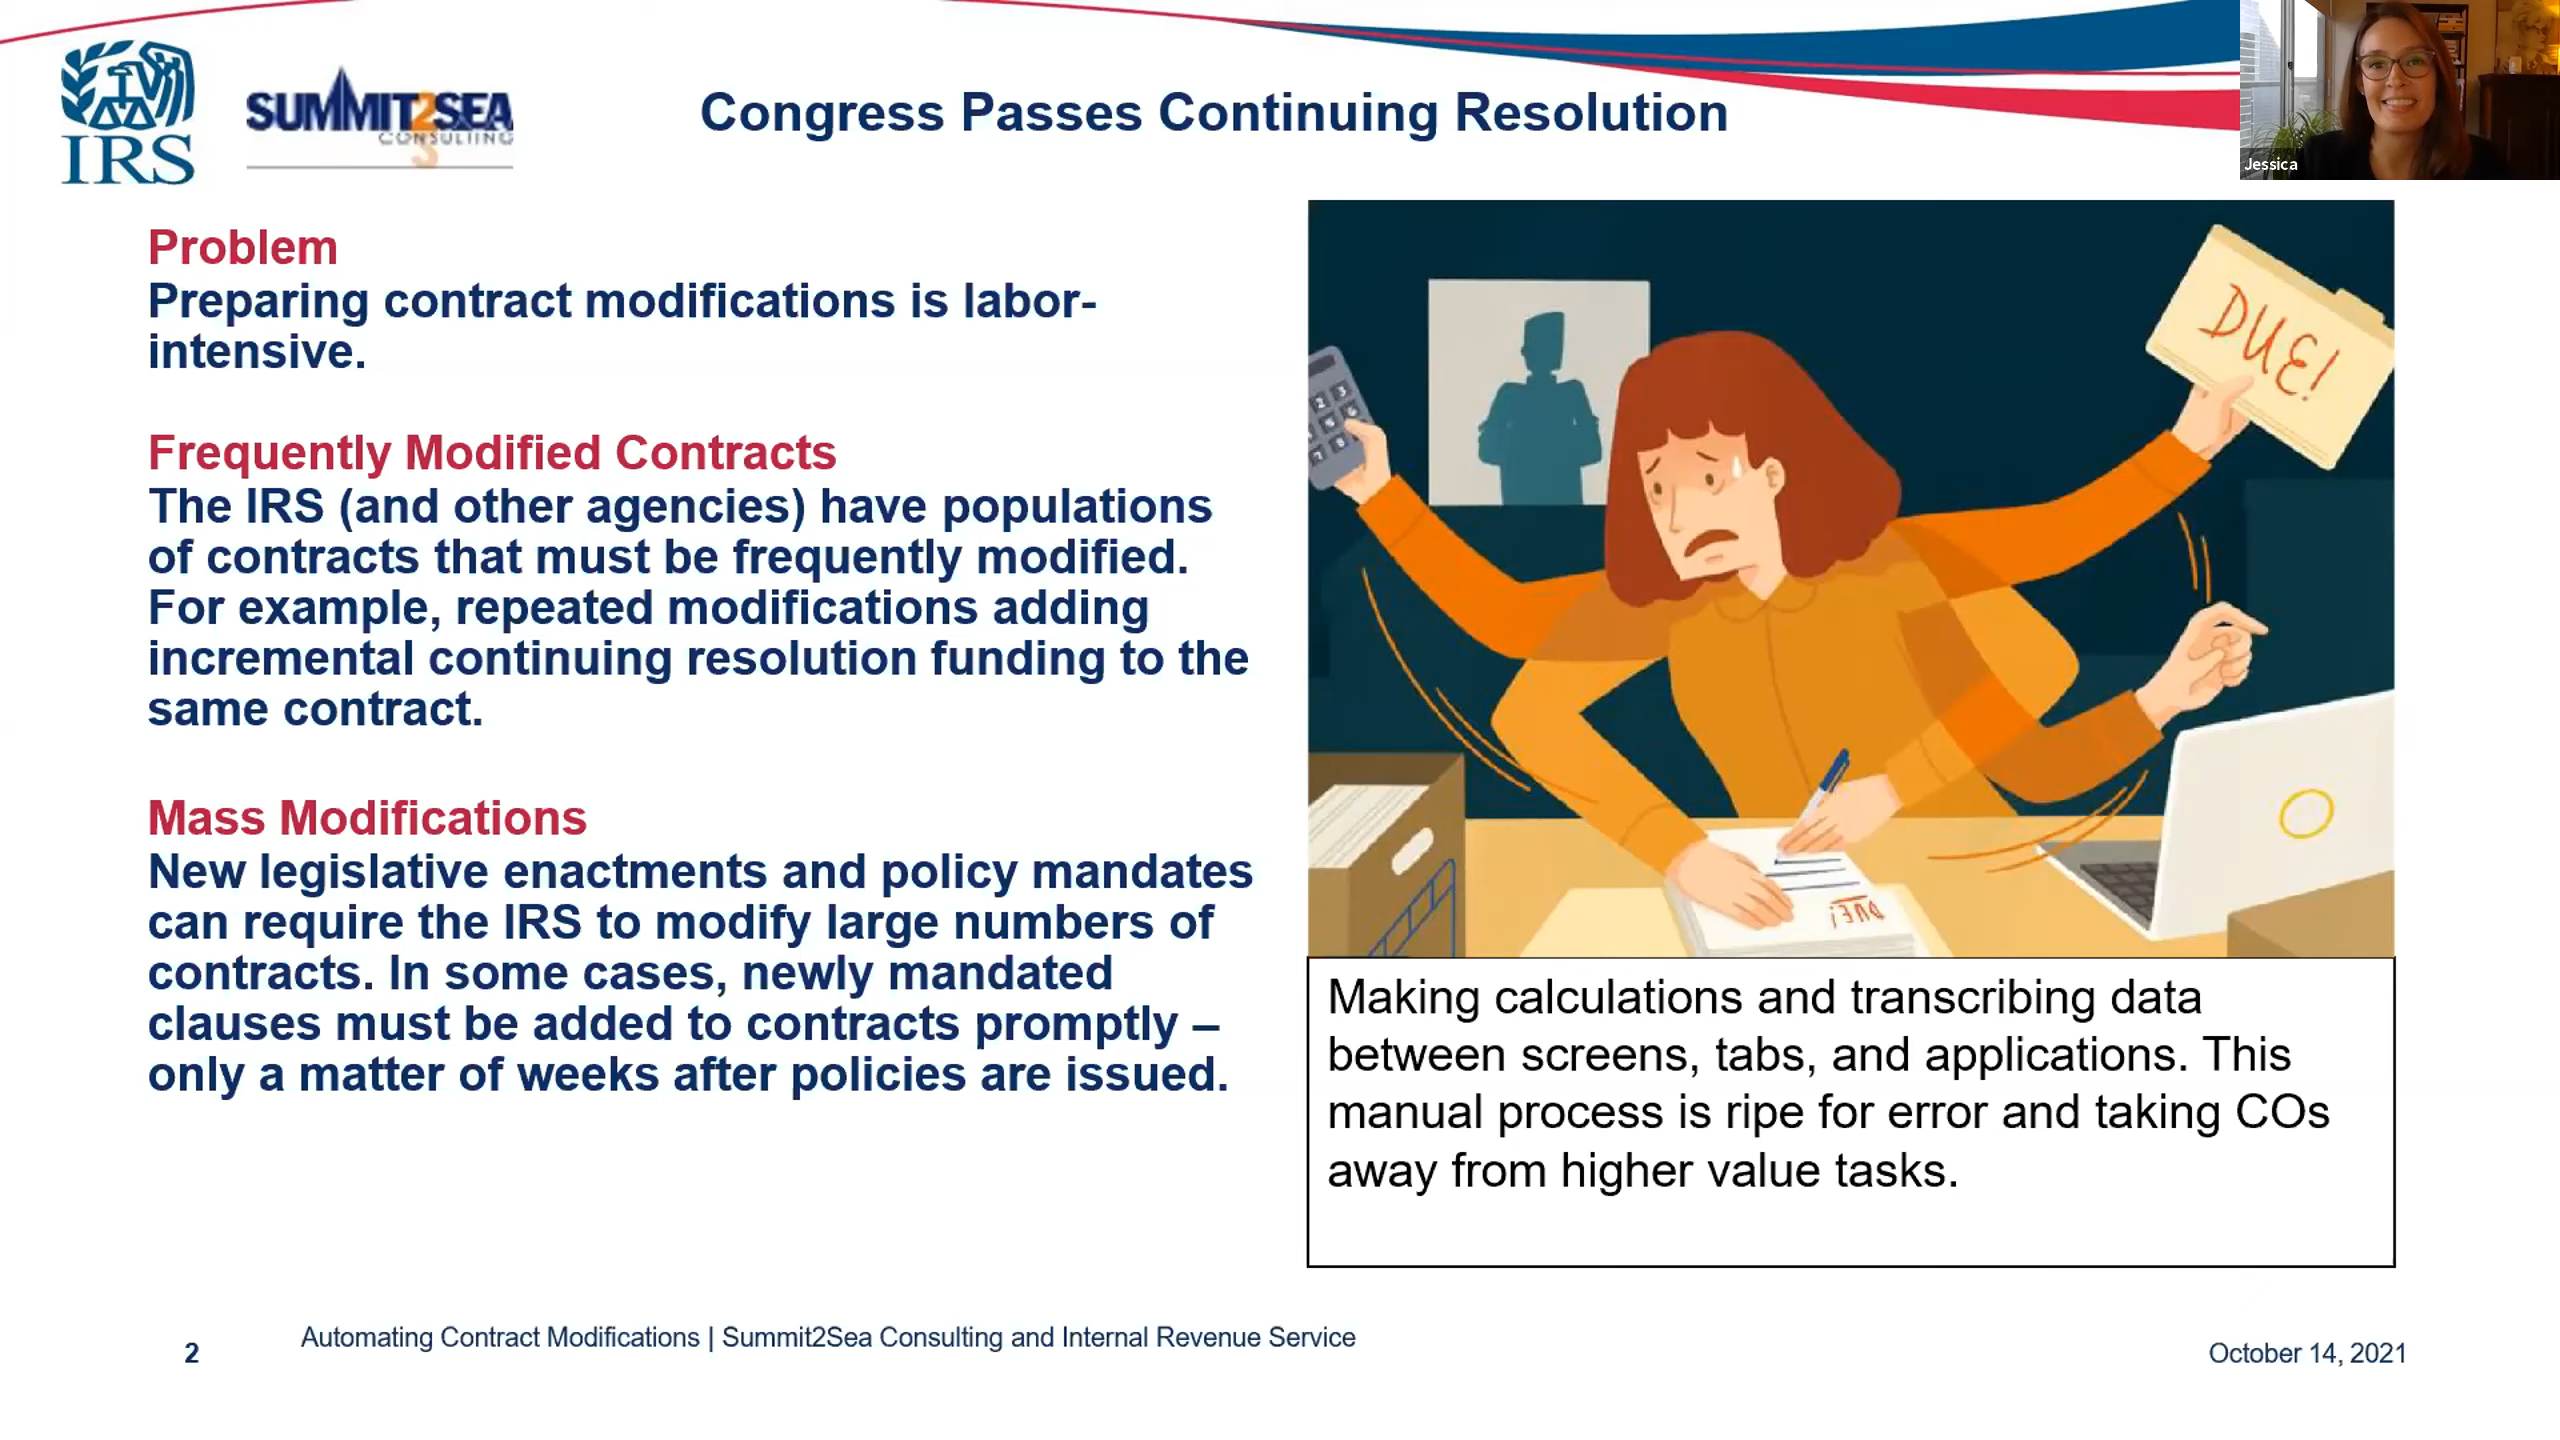 IRS
SUMMIT2SEA
CONSULTING
Congress Passes Continuing Resolution
Jessica
Problem
Preparing contract modifications is labor-
intensive.
Frequently Modified Contracts
The IRS (and other agencies) have populations
of contracts that must be frequently modified.
For example, repeated modifications adding
incremental continuing resolution funding to the
same contract.
Mass Modifications
New legislative enactments and policy mandates
can require the IRS to modify large numbers of
contracts. In some cases, newly mandated
clauses must be added to contracts promptly –
only a matter of weeks after policies are issued.
DUE!
DUE!
Making calculations and transcribing data
between screens, tabs, and applications. This
manual process is ripe for error and taking COs
away from higher value tasks.
2
Automating Contract Modifications | Summit2Sea Consulting and Internal Revenue Service
October 14, 2021